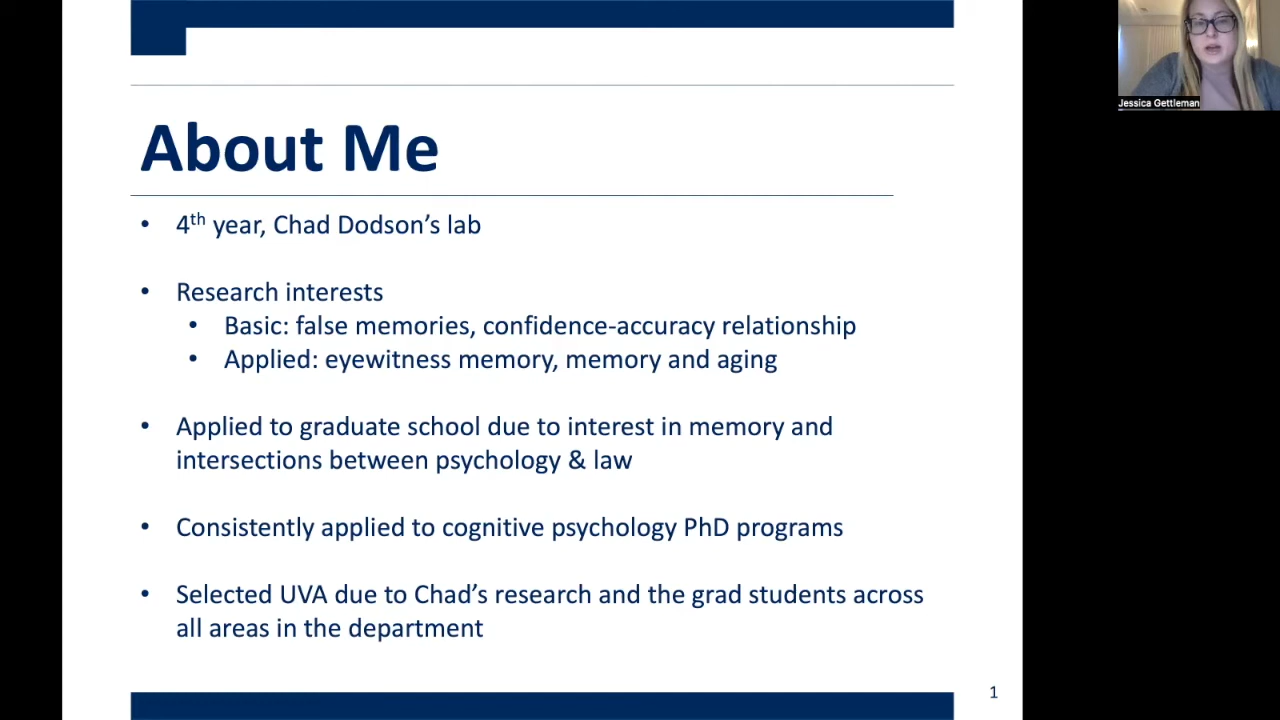 Jessica Gettleman
About Me
• 4th year, Chad Dodson's lab
• Research interests
• Basic: false memories, confidence-accuracy relationship
• Applied: eyewitness memory, memory and aging
• Applied to graduate school due to interest in memory and
intersections between psychology & law
• Consistently applied to cognitive psychology PhD programs
• Selected UVA due to Chad's research and the grad students across
all areas in the department
1